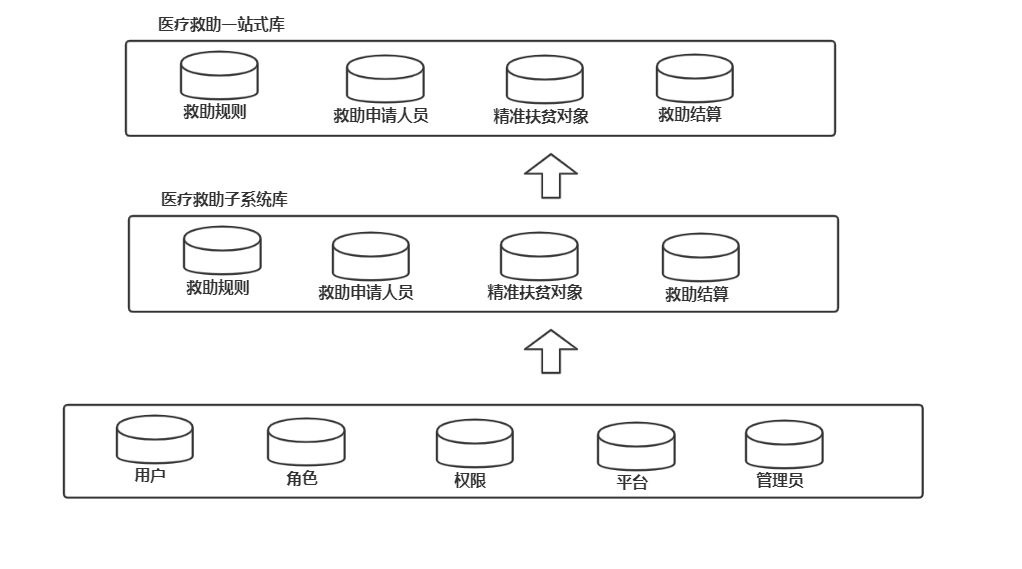 医疗救助一站式库
救助规则
救助申请人员
精准扶贫对象
救助结算
医疗救助子系统库
救助规则
救助申请人员
精准扶贫对象
救助结算
用户
角色
权限
平台
管理员